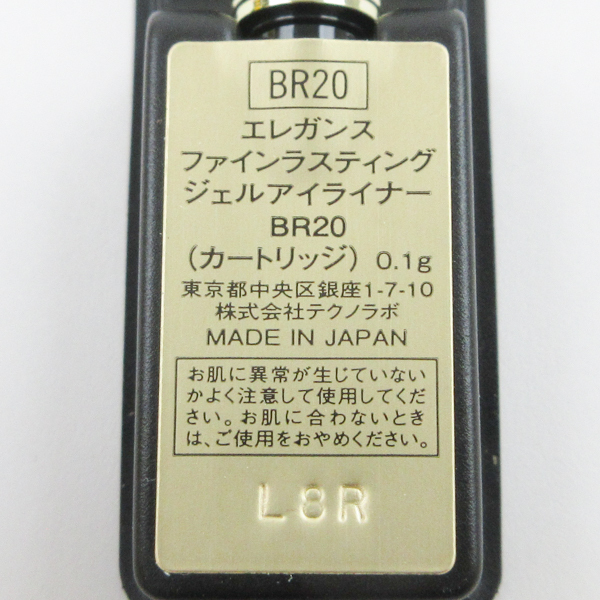 BR20
エレガンス
ファインラスティング
ジェルアイライナー
BR20
(カートリッジ) 0.1g
東京都中央区銀座1-7-10
株式会社テクノラボ
MADE IN JAPAN
お肌に異常が生じていない
かよく注意して使用してくだ
さい。お肌に合わないとき
は、ご使用をおやめください。
L8R